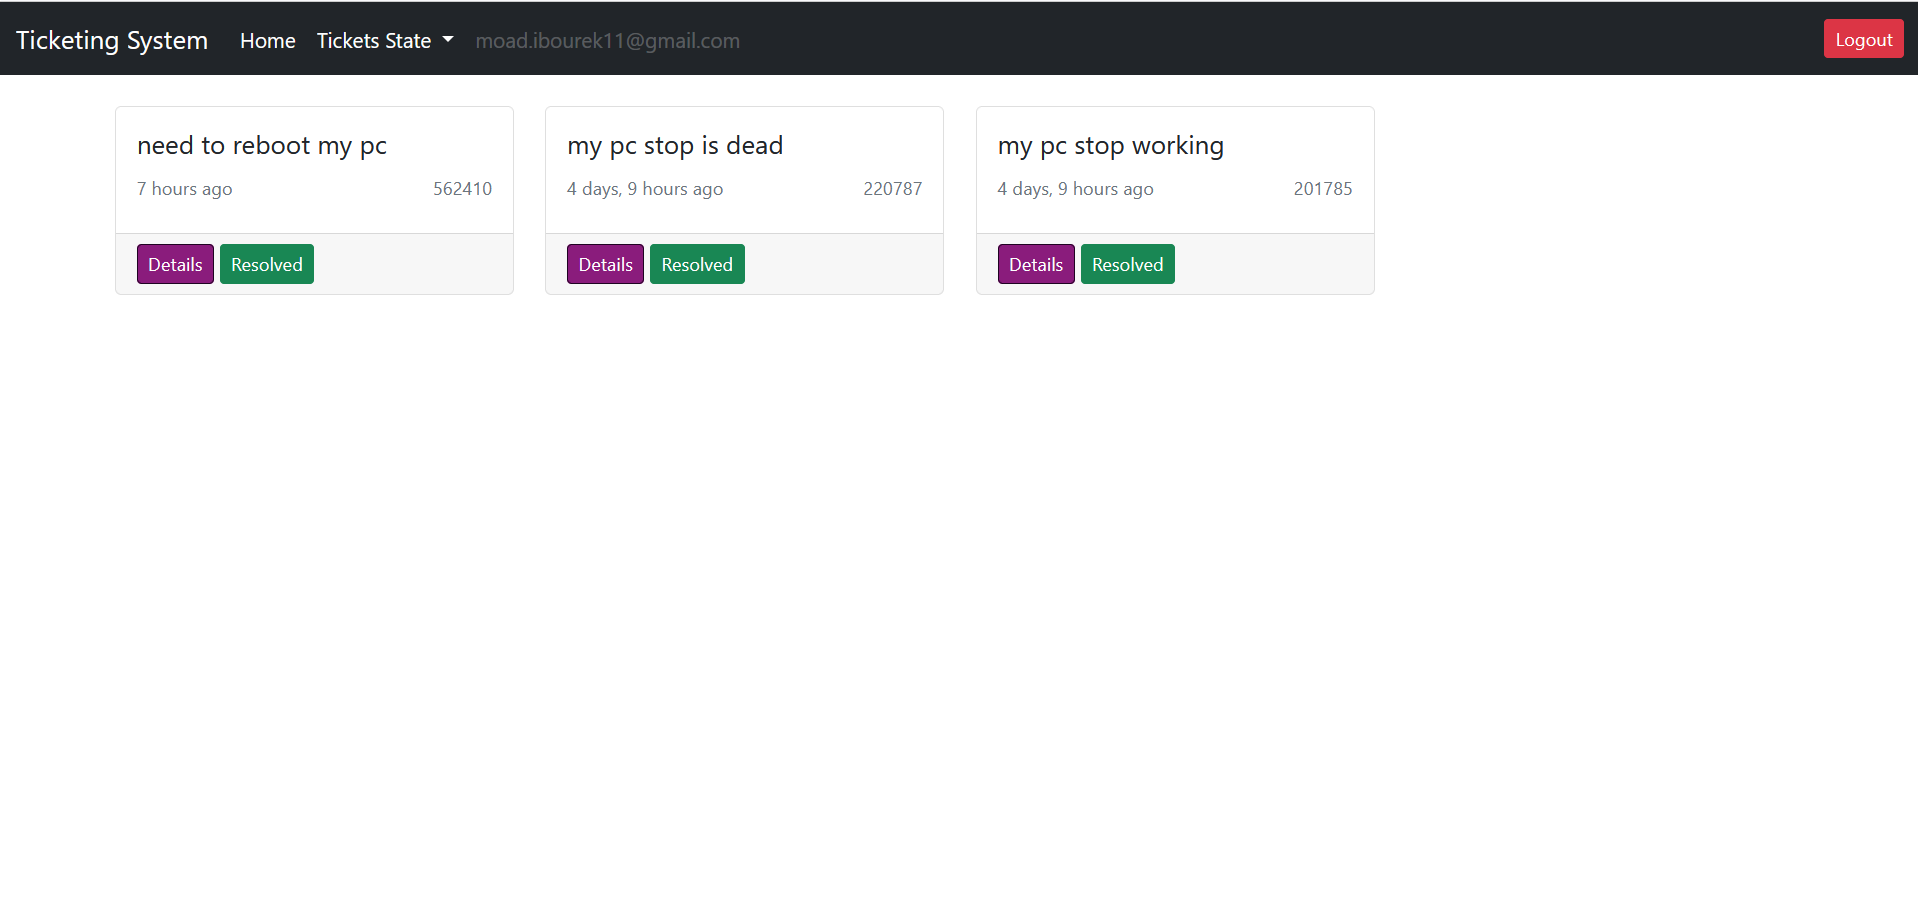 Ticketing System Home Tickets State moad.ibourek11@gmail.com Logout
need to reboot my pc
7 hours ago 562410
Details Resolved
my pc stop is dead
4 days, 9 hours ago 220787
Details Resolved
my pc stop working
4 days, 9 hours ago 201785
Details Resolved